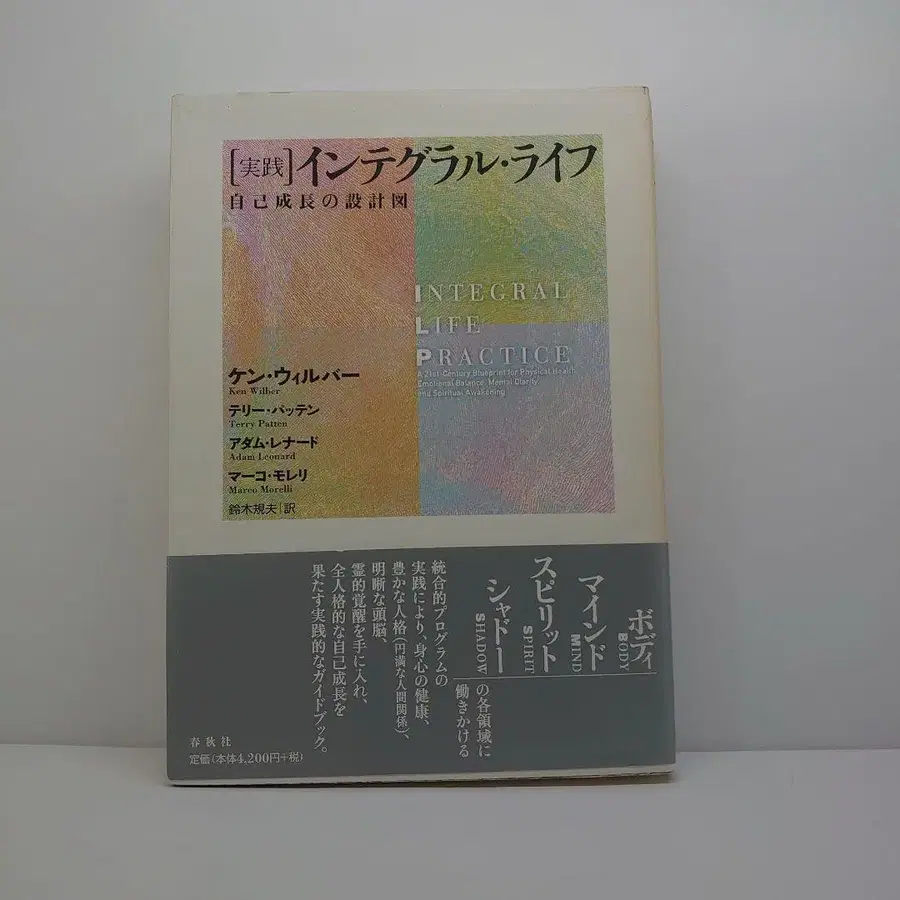 [実践]インテグラル・ライフ
自己成長の設計図
INTEGRAL
LIFE
PRACTICE
A 21st-Century Blueprint for Physical Health,
Emotional Balance, Mental Clarity,
and Spiritual Awakening
ケン・ウィルバー
Ken Wilber
テリー・パッテン
Terry Patten
アダム・レナード
Adam Leonard
マーコ・モレリ
Marco Morelli
鈴木規夫|訳
ボディ
BODY
マインド
MIND
スピリット
SPIRIT
シャドー
SHADOW
の各領域に
働きかける
統合的プログラムの
実践により、身心の健康、
豊かな人格(円満な人間関係)、
明晰な頭脳、
霊的覚醒を手に入れ、
全人格的な自己成長を
果たす実践的なガイドブック。
春秋社
定価(本体4,200円+税)